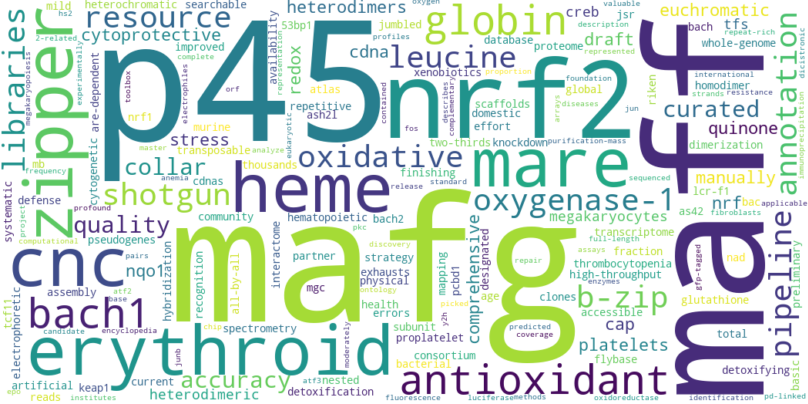 mild heterochromatic searchable heterodimers creb jumbled jsr euchromatic bach tfs
resource
cytoprotective
53bp1 improved
redox
availability
cdna
globin
database
draft
description
valuable
repeat-rich
whole-genome
represented
proteome
leucine
xenobiotics
profiles
oxygen
complete
representation
hs2
2-related
experimentally
megakaryopoiesis
libraries
zipper
p45
nrf2
maff
annotation
bicistronic
immunoprecipitation
international
homodimer
resistance
strands
riken
curated
quinone
manually
dimerization
arrays
jun
diseases
global
scaffolds
domestic
effort
foundation
describes
complementary
contained
fos
two-thirds
knockdown
mare
proportion
toolbox
electrophiles
orf
eukaryotic
atlas
repetitive
ash2l
murine
nrf1
transposable
master
stress
are-dependent
cytogenetic
collar
anemia
frequency
mb
thousands
finishing
analyze
release
standard
purification-mass
sequenced
oxidative
heme
shotgun
oxygenase-1
nrf
lcr-f1
bac
applicable
fibroblasts
as42
megakaryocytes
transcriptome
full-length
gfp-tagged
nad
preliminary
basic
pipeline
thrombocytopenia
high-throughput
assays
fraction
repair
b-zip
clones
accessible
glutathione
cap
total
platelets
flybase
enzymes
detoxifying
predicted
coverage
bacterial
consortium
y2h
picked
identification
pd-linked
oxidoreductase
methods
luciferase
fluorescence
antioxidant
mafg
comprehensive
designated
age
pcbd1
mapping
discovery
pkc
ontology
health
errors
subunit
proplatelet
exhausts
physical
strategy
partner
interactome
mgc
bach2
hematopoietic
community
recognition
hybridization
all-by-all
cdnas
defense
systematic
quality
project
profound
computational
pseudogenes
pairs
nqo1
cnc
assembly
atf2
base
spectrometry
tcf11
candidate
encyclopedia
bach1
electrophoretic
junb
chip
moderately
erythroid
accuracy
artificial
keap1
current
atf3
nested
reads
institutes
heterodimeric
detoxification